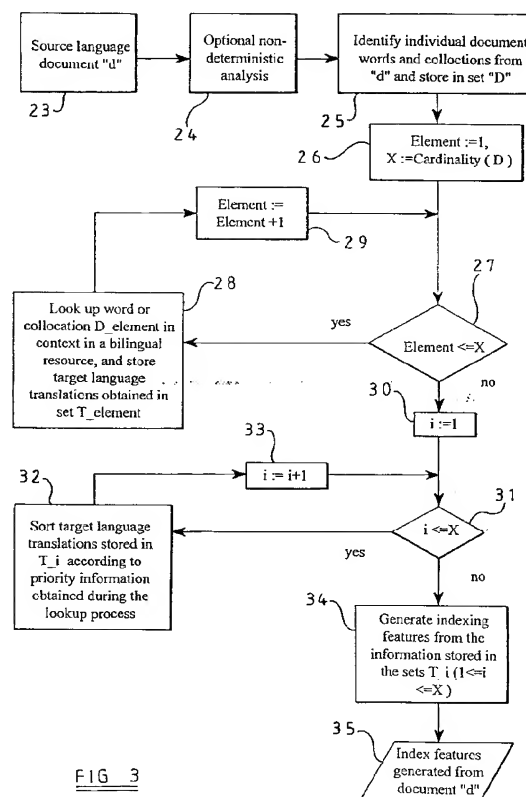 Source language
document "d"
23
Optional non-
deterministic
analysis
24
Identify individual document
words and collocations from
"d" and store in set "D"
25
Element :=1,
X :=Cardinality ( D )
26
Element :=
Element +1
29
28
Look up word or
collocation D_element in
context in a bilingual
resource, and store
target language
translations obtained in
set T_element
27
Element <=X
yes
no
30
i :=1
33
i := i+1
32
Sort target language
translations stored in
T_i according to
priority information
obtained during the
lookup process
31
i <=X
yes
no
34
Generate indexing
features from the
information stored in
the sets T_i (1<=i
<=X )
35
Index features
generated from
document "d"
FIG 3